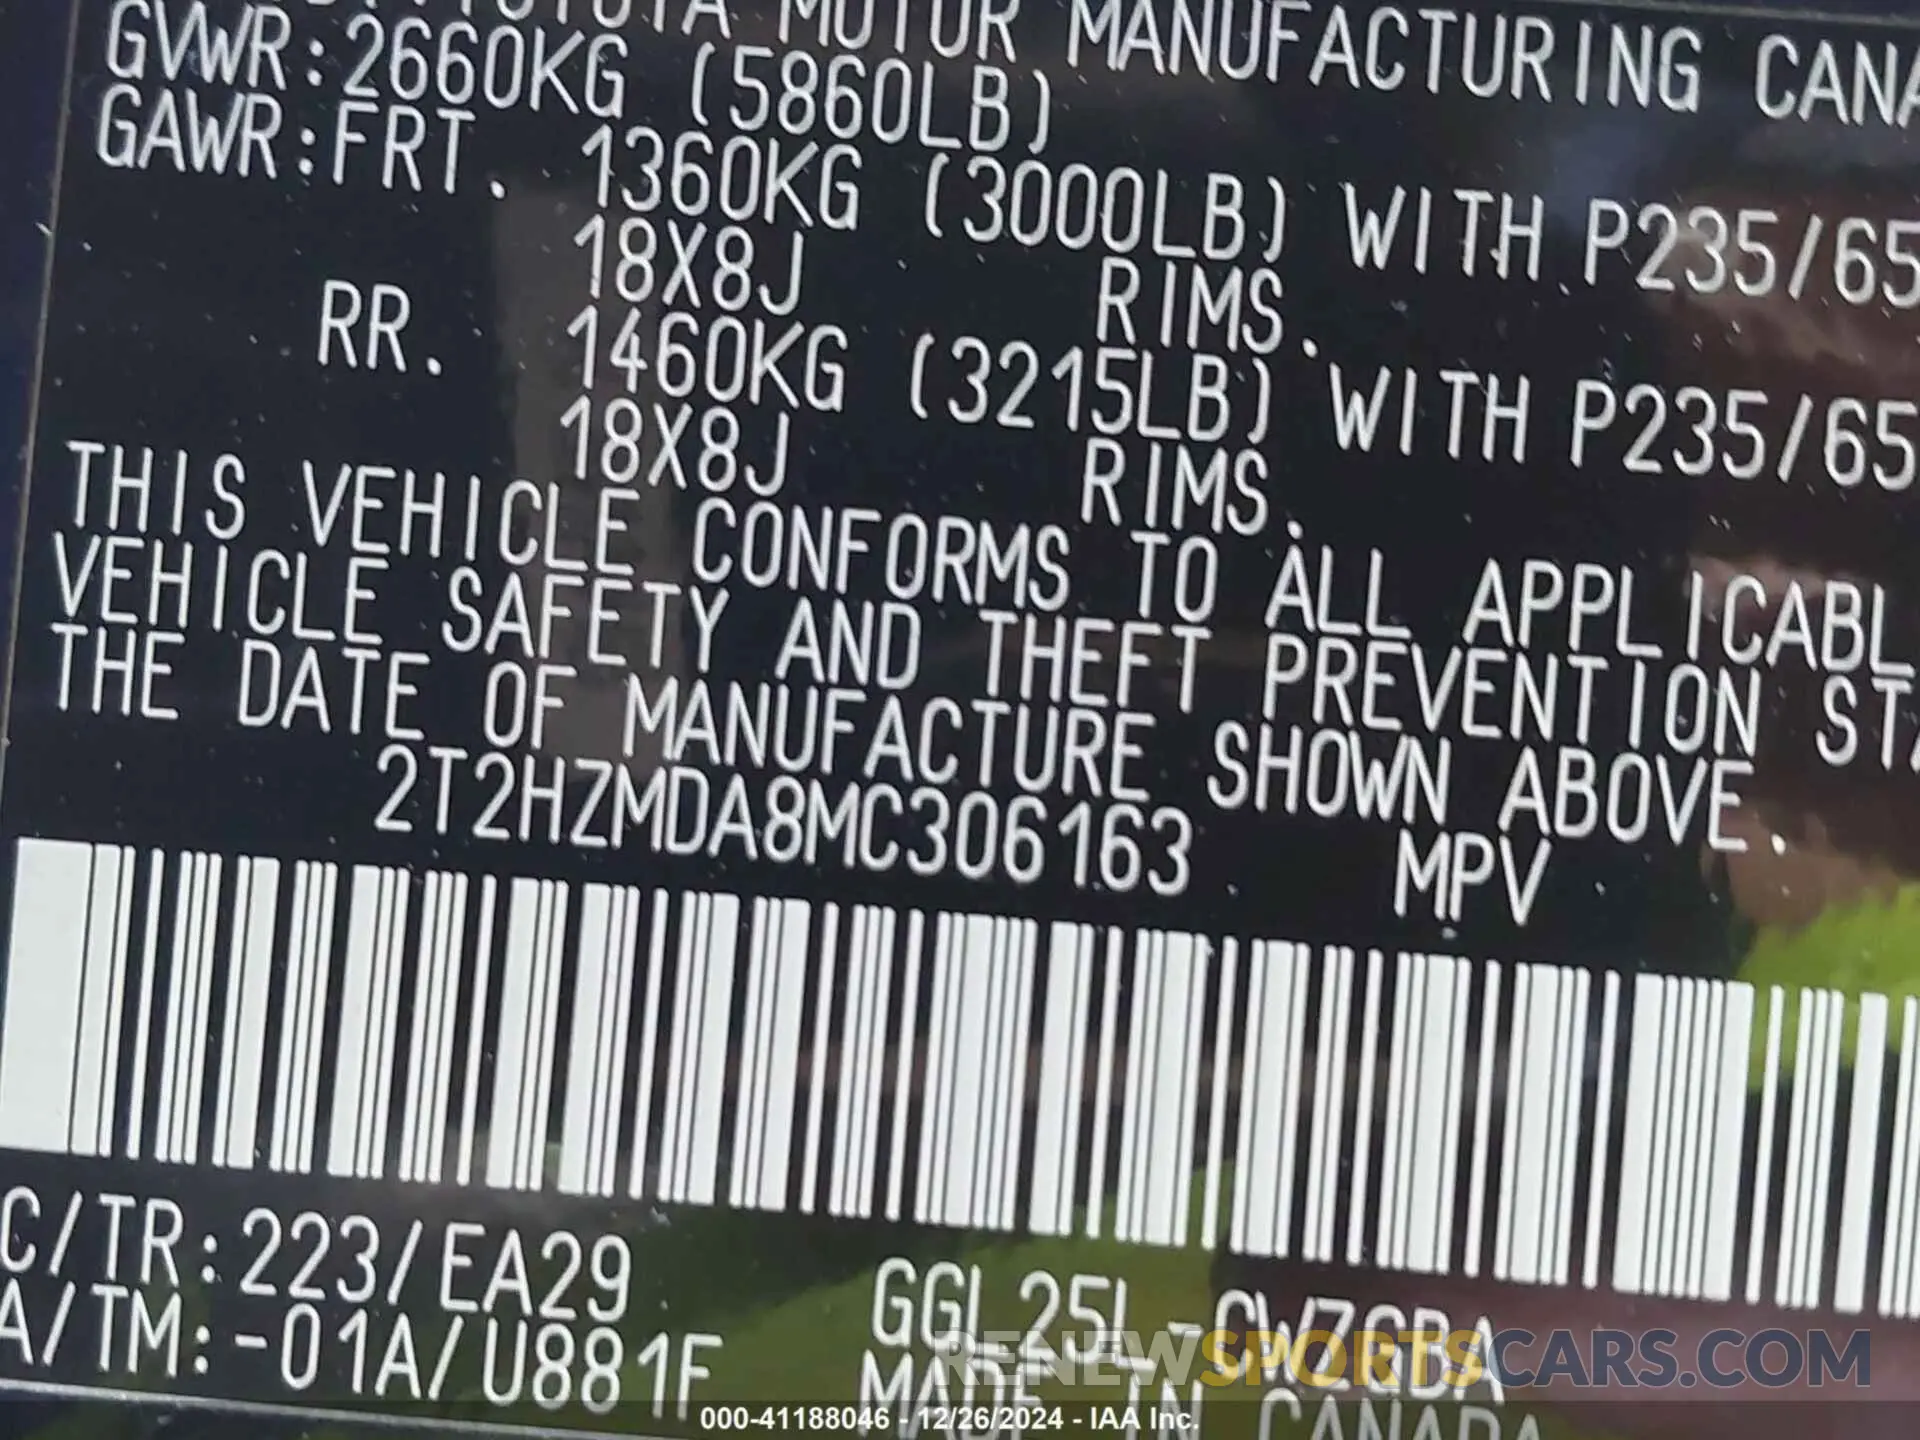 TOYOTA MOTOR MANUFACTURING CANA
GVWR:2660KG (5860LB)
GAWR:FRT. 1360KG (3000LB) WITH P235/65
18X8J RIMS.
RR. 1460KG (3215LB) WITH P235/65
18X8J RIMS.
THIS VEHICLE CONFORMS TO ALL APPLICABL
VEHICLE SAFETY AND THEFT PREVENTION STA
THE DATE OF MANUFACTURE SHOWN ABOVE.
2T2HZMDA8MC306163 MPV
C/TR:223/EA29
A/TM:-01A/U881F
GGL25L-CWZGBA
MADE IN CANADA
RENEWSPORTSCARS.COM
000-41188046 - 12/26/2024 - IAA Inc.